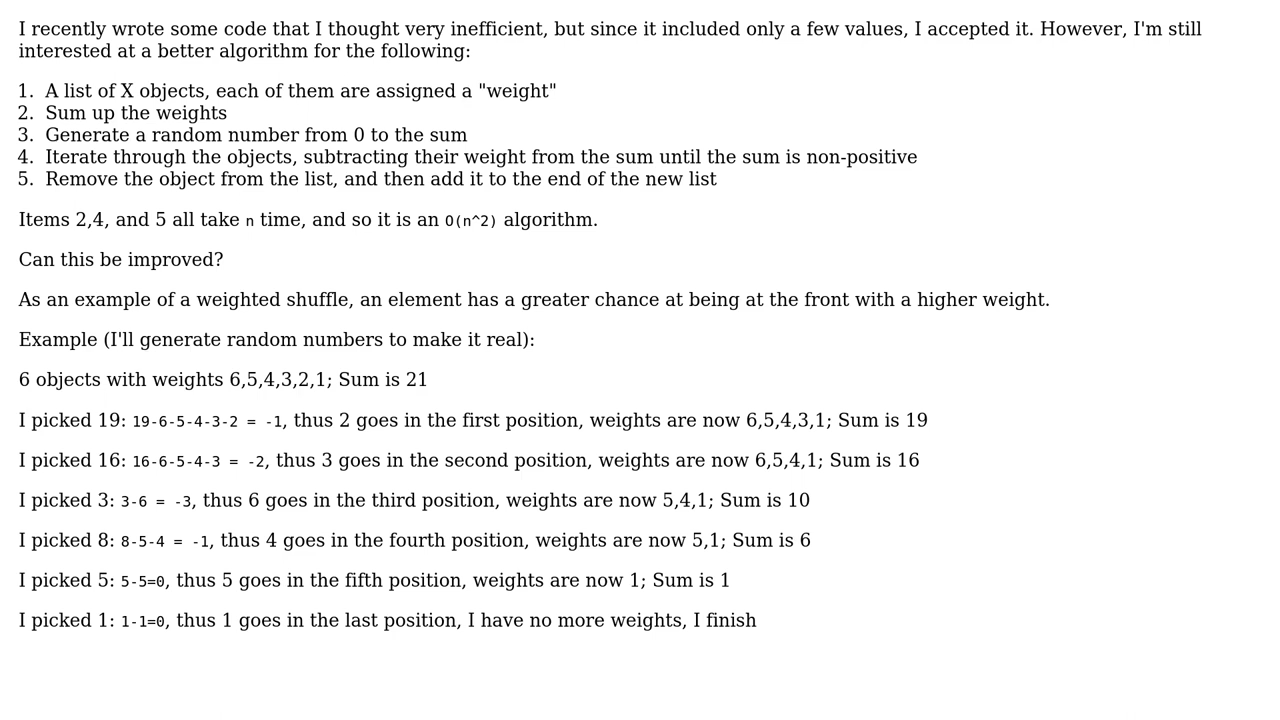 I recently wrote some code that I thought very inefficient, but since it included only a few values, I accepted it. However, I'm still
interested at a better algorithm for the following:
1. A list of X objects, each of them are assigned a "weight"
2. Sum up the weights
3. Generate a random number from 0 to the sum
4. Iterate through the objects, subtracting their weight from the sum until the sum is non-positive
5. Remove the object from the list, and then add it to the end of the new list
Items 2,4, and 5 all take n time, and so it is an O(n^2) algorithm.
Can this be improved?
As an example of a weighted shuffle, an element has a greater chance at being at the front with a higher weight.
Example (I'll generate random numbers to make it real):
6 objects with weights 6,5,4,3,2,1; Sum is 21
I picked 19: 19-6-5-4-3-2 = -1, thus 2 goes in the first position, weights are now 6,5,4,3,1; Sum is 19
I picked 16: 16-6-5-4-3 = -2, thus 3 goes in the second position, weights are now 6,5,4,1; Sum is 16
I picked 3: 3-6 = -3, thus 6 goes in the third position, weights are now 5,4,1; Sum is 10
I picked 8: 8-5-4 = -1, thus 4 goes in the fourth position, weights are now 5,1; Sum is 6
I picked 5: 5-5=0, thus 5 goes in the fifth position, weights are now 1; Sum is 1
I picked 1: 1-1=0, thus 1 goes in the last position, I have no more weights, I finish